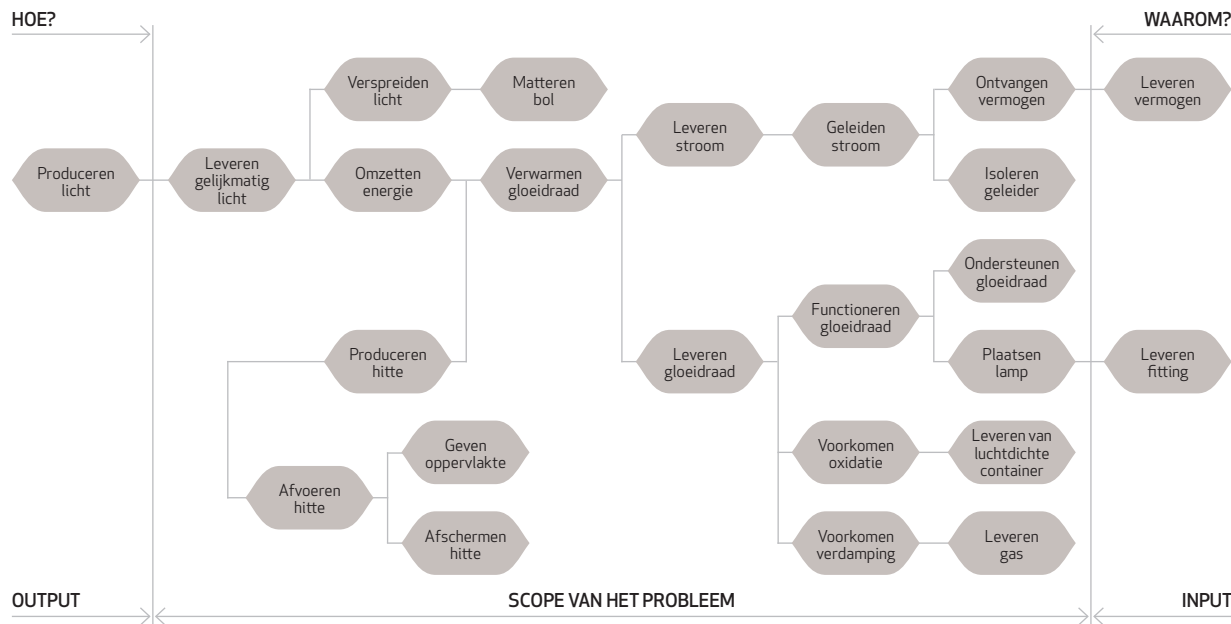 HOE?
WAAROM?
Verspreiden
licht
Matteren
bol
Ontvangen
vermogen
Leveren
vermogen
Leveren
stroom
Geleiden
stroom
Produceren
licht
Leveren
gelijkmatig
licht
Omzetten
energie
Verwarmen
gloeidraad
Isoleren
geleider
Ondersteunen
gloeidraad
Functioneren
gloeidraad
Produceren
hitte
Leveren
gloeidraad
Plaatsen
lamp
Leveren
fitting
Geven
oppervlakte
Voorkomen
oxidatie
Leveren van
luchtdichte
container
Afvoeren
hitte
Afschermen
hitte
Voorkomen
verdamping
Leveren
gas
OUTPUT
SCOPE VAN HET PROBLEEM
INPUT